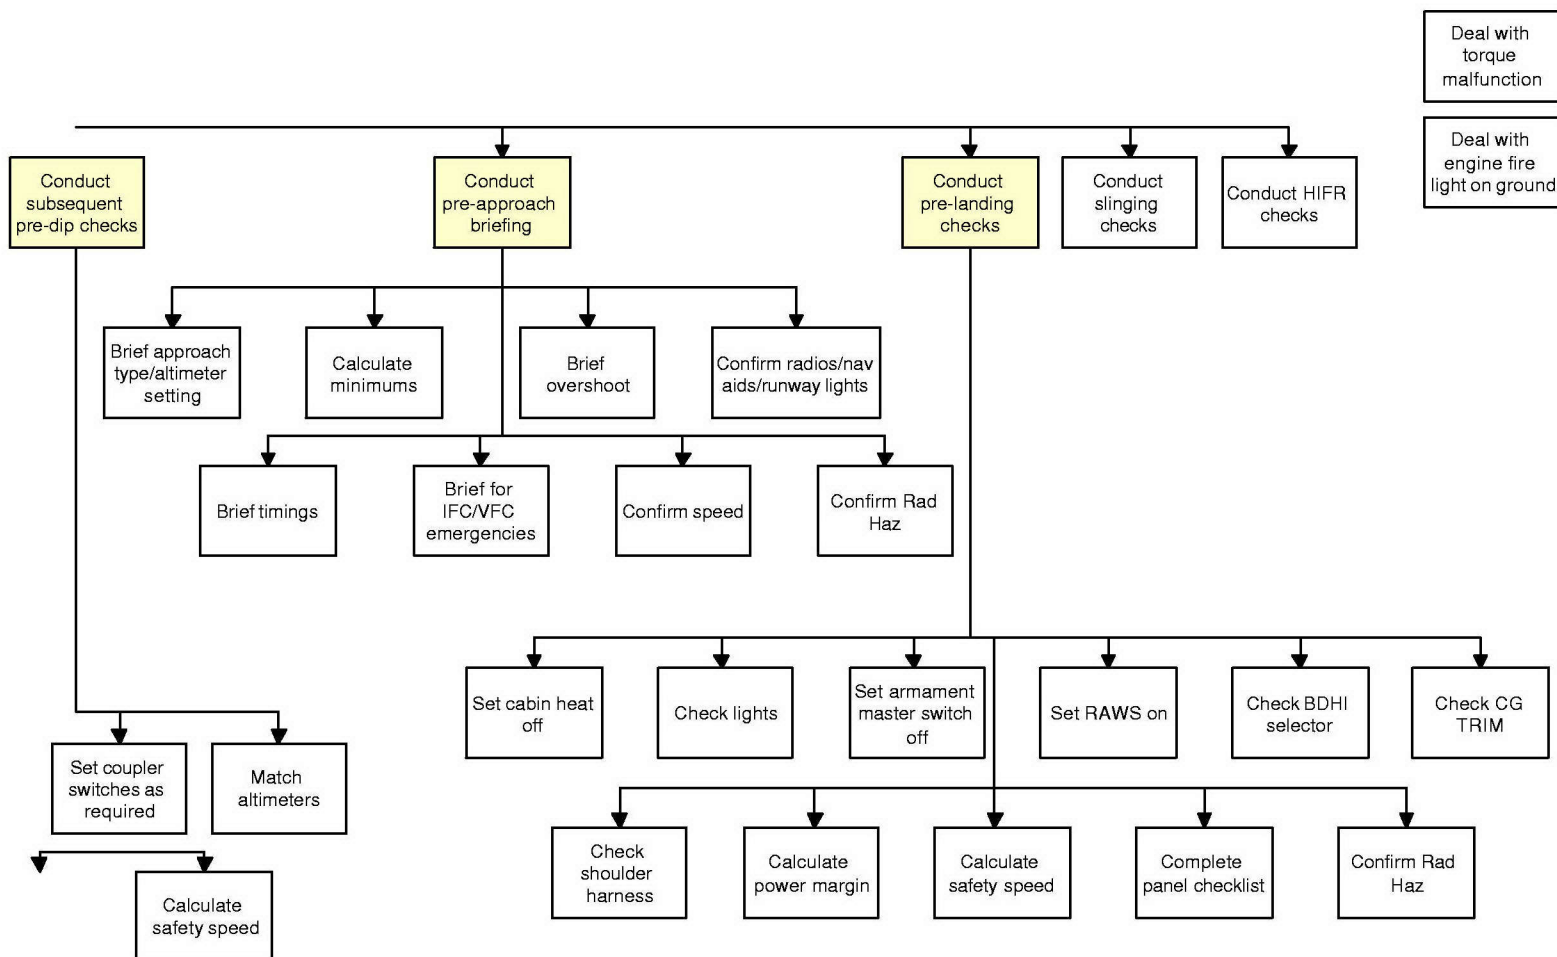 Deal with
torque
malfunction
Deal with
engine fire
light on ground
Conduct
subsequent
pre-dip checks
Conduct
pre-approach
briefing
Conduct
pre-landing
checks
Conduct
slinging
checks
Conduct HIFR
checks
Brief approach
type/altimeter
setting
Calculate
minimums
Brief
overshoot
Confirm radios/nav
aids/runway lights
Brief timings
Brief for
IFC/VFC
emergencies
Confirm speed
Confirm Rad
Haz
Set cabin heat
off
Check lights
Set armament
master switch
off
Set RAWS on
Check BDHI
selector
Check CG
TRIM
Set coupler
switches as
required
Match
altimeters
Check
shoulder
harness
Calculate
power margin
Calculate
safety speed
Complete
panel checklist
Confirm Rad
Haz
Calculate
safety speed